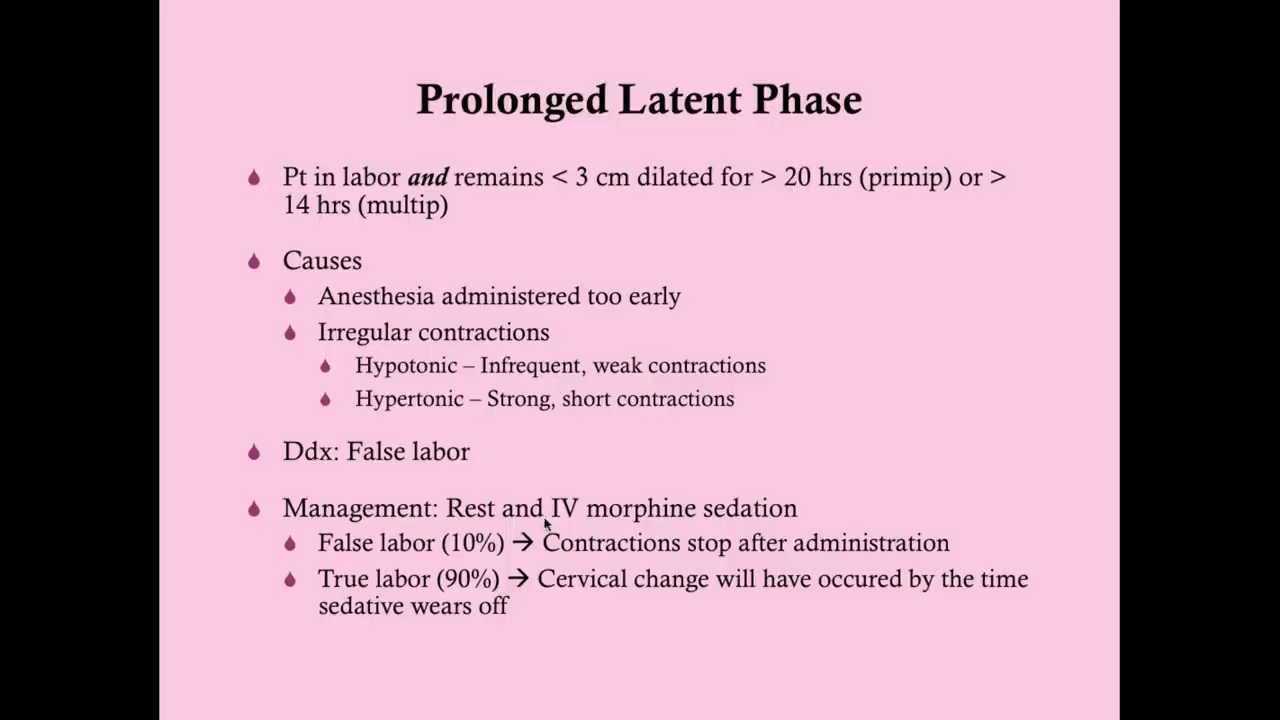 Prolonged Latent Phase
Pt in labor and remains < 3 cm dilated for > 20 hrs (primip) or >
14 hrs (multip)
Causes
Anesthesia administered too early
Irregular contractions
Hypotonic – Infrequent, weak contractions
Hypertonic – Strong, short contractions
Ddx: False labor
Management: Rest and IV morphine sedation
False labor (10%) → Contractions stop after administration
True labor (90%) → Cervical change will have occured by the time
sedative wears off